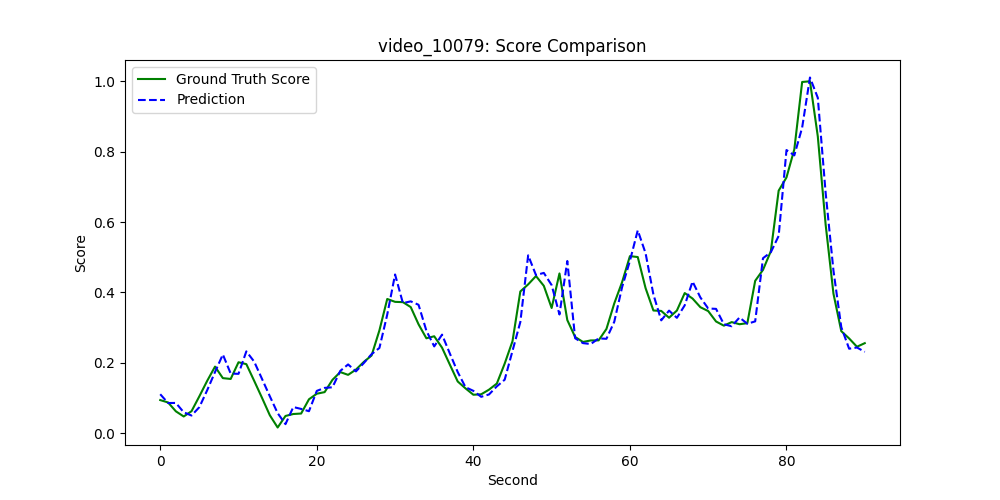 video_10079: Score Comparison
Ground Truth Score
Prediction
1.0
0.8
0.6
0.4
0.2
0.0
Score
0 20 40 60 80
Second